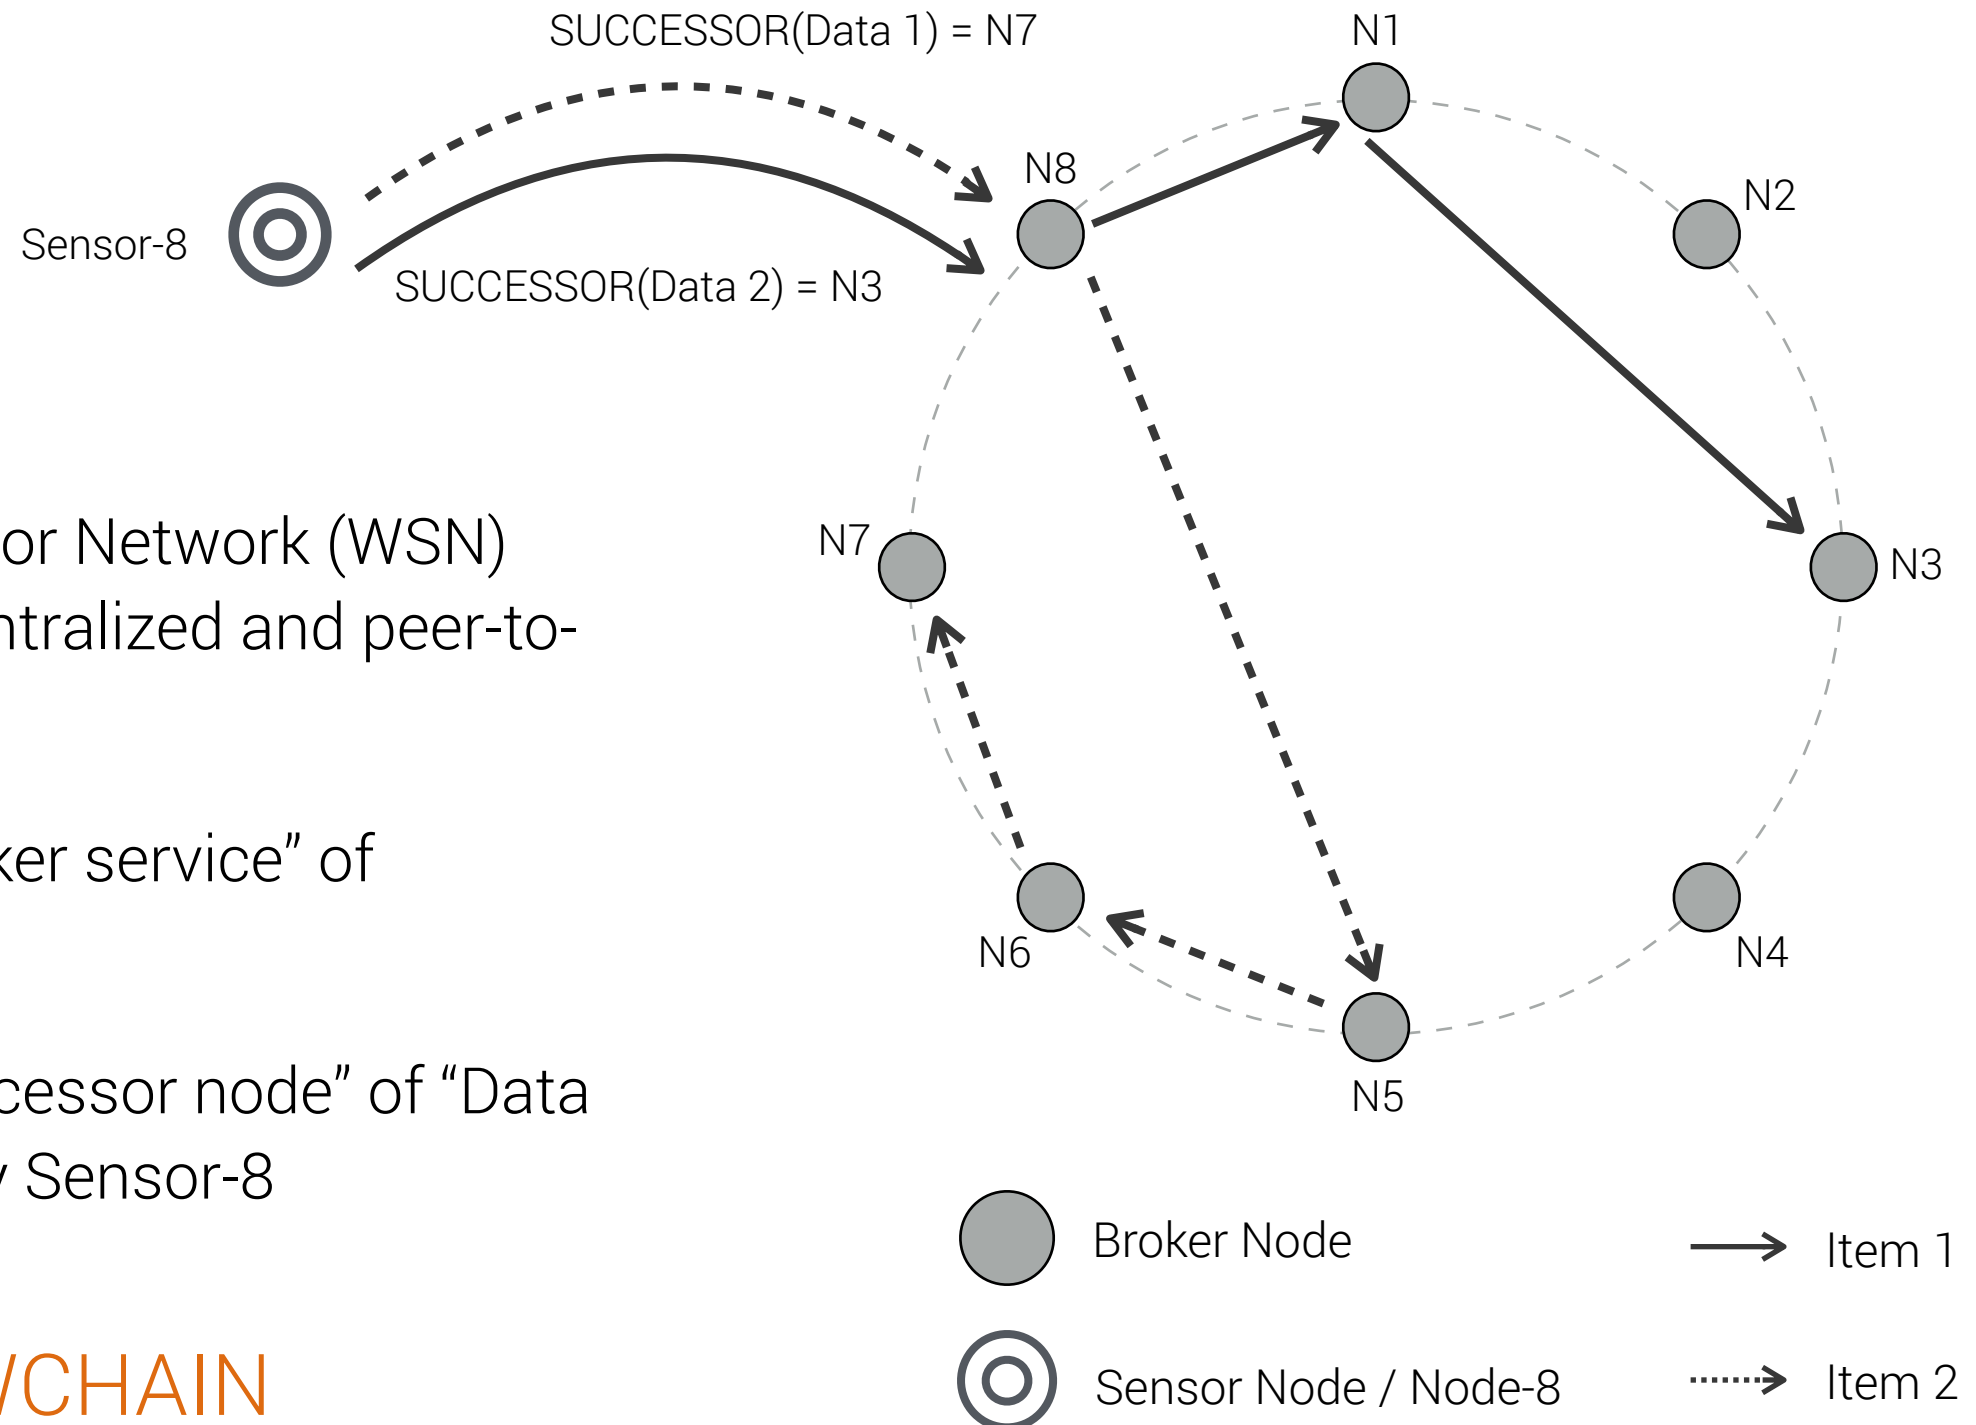 SUCCESSOR(Data 1) = N7
N1
N8
N2
Sensor-8
SUCCESSOR(Data 2) = N3
or Network (WSN)
N7
N3
ntralized and peer-to-
ker service” of
N6
N4
cessor node” of “Data
N5
y Sensor-8
Broker Node
Item 1
WCHAIN
Sensor Node / Node-8
Item 2